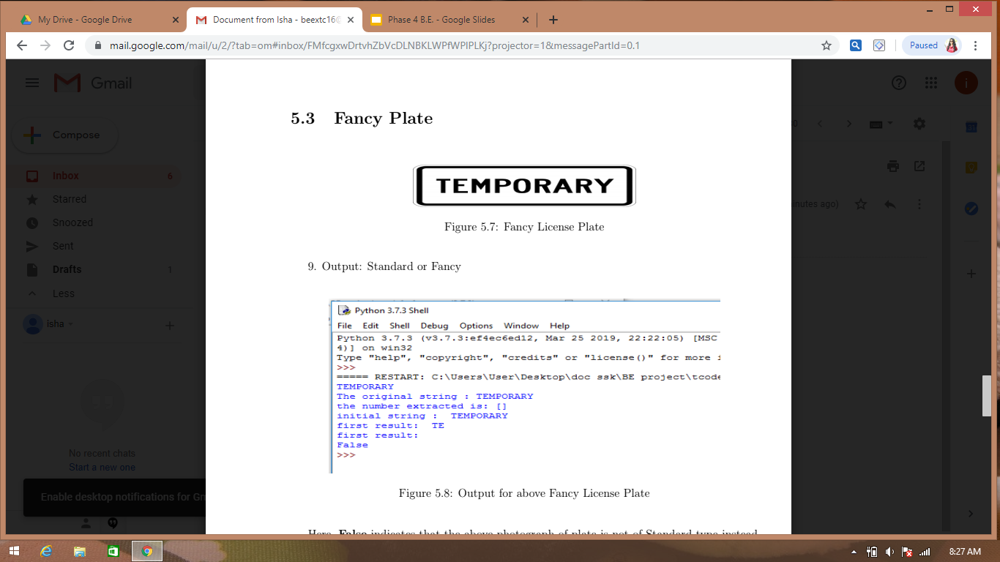 My Drive - Google Drive
Document from Isha - beextc16@
Phase 4 B.E. - Google Slides
mail.google.com/mail/u/2/?tab=om#inbox/FMfcgxwDrtvhZbVcDLNBKLWPfWPlPLKj?projector=1&messagePartId=0.1
Paused
Gmail
i
Compose
Inbox 6
Starred
Snoozed
Sent
Drafts 1
Less
isha
No recent chats
Start a new one
Enable desktop notifications for Gm
inutes ago)
5.3 Fancy Plate
TEMPORARY
Figure 5.7: Fancy License Plate
9. Output: Standard or Fancy
Python 3.7.3 Shell
File Edit Shell Debug Options Window Help
Python 3.7.3 (v3.7.3:ef4ec6ed12, Mar 25 2019, 22:22:05) [MSC
4)] on win32
Type "help", "copyright", "credits" or "license()" for more i
>>>
===== RESTART: C:\Users\User\Desktop\doc ssk\BE project\tcode
TEMPORARY
The original string : TEMPORARY
the number extracted is: []
initial string : TEMPORARY
first result: TE
first result:
False
>>>
Figure 5.8: Output for above Fancy License Plate
Here, False indicates that the above photograph of plate is not of Standard type instead
8:27 AM